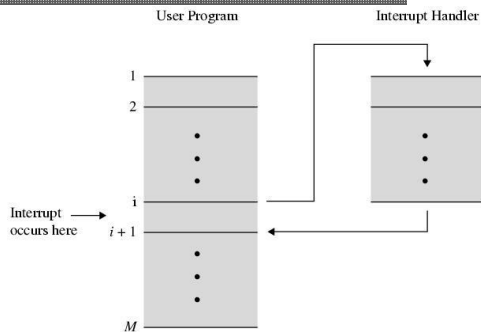 User Program
Interrupt Handler
1
2
i
Interrupt
occurs here
i + 1
M